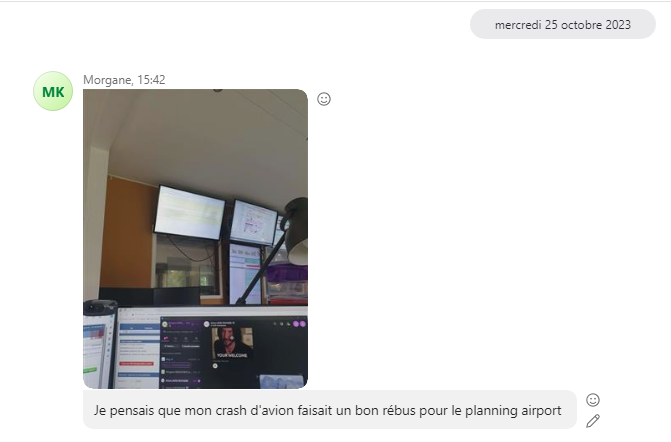 mercredi 25 octobre 2023
MK
Morgane, 15:42
YOUR WELCOME
Je pensais que mon crash d'avion faisait un bon rébus pour le planning airport